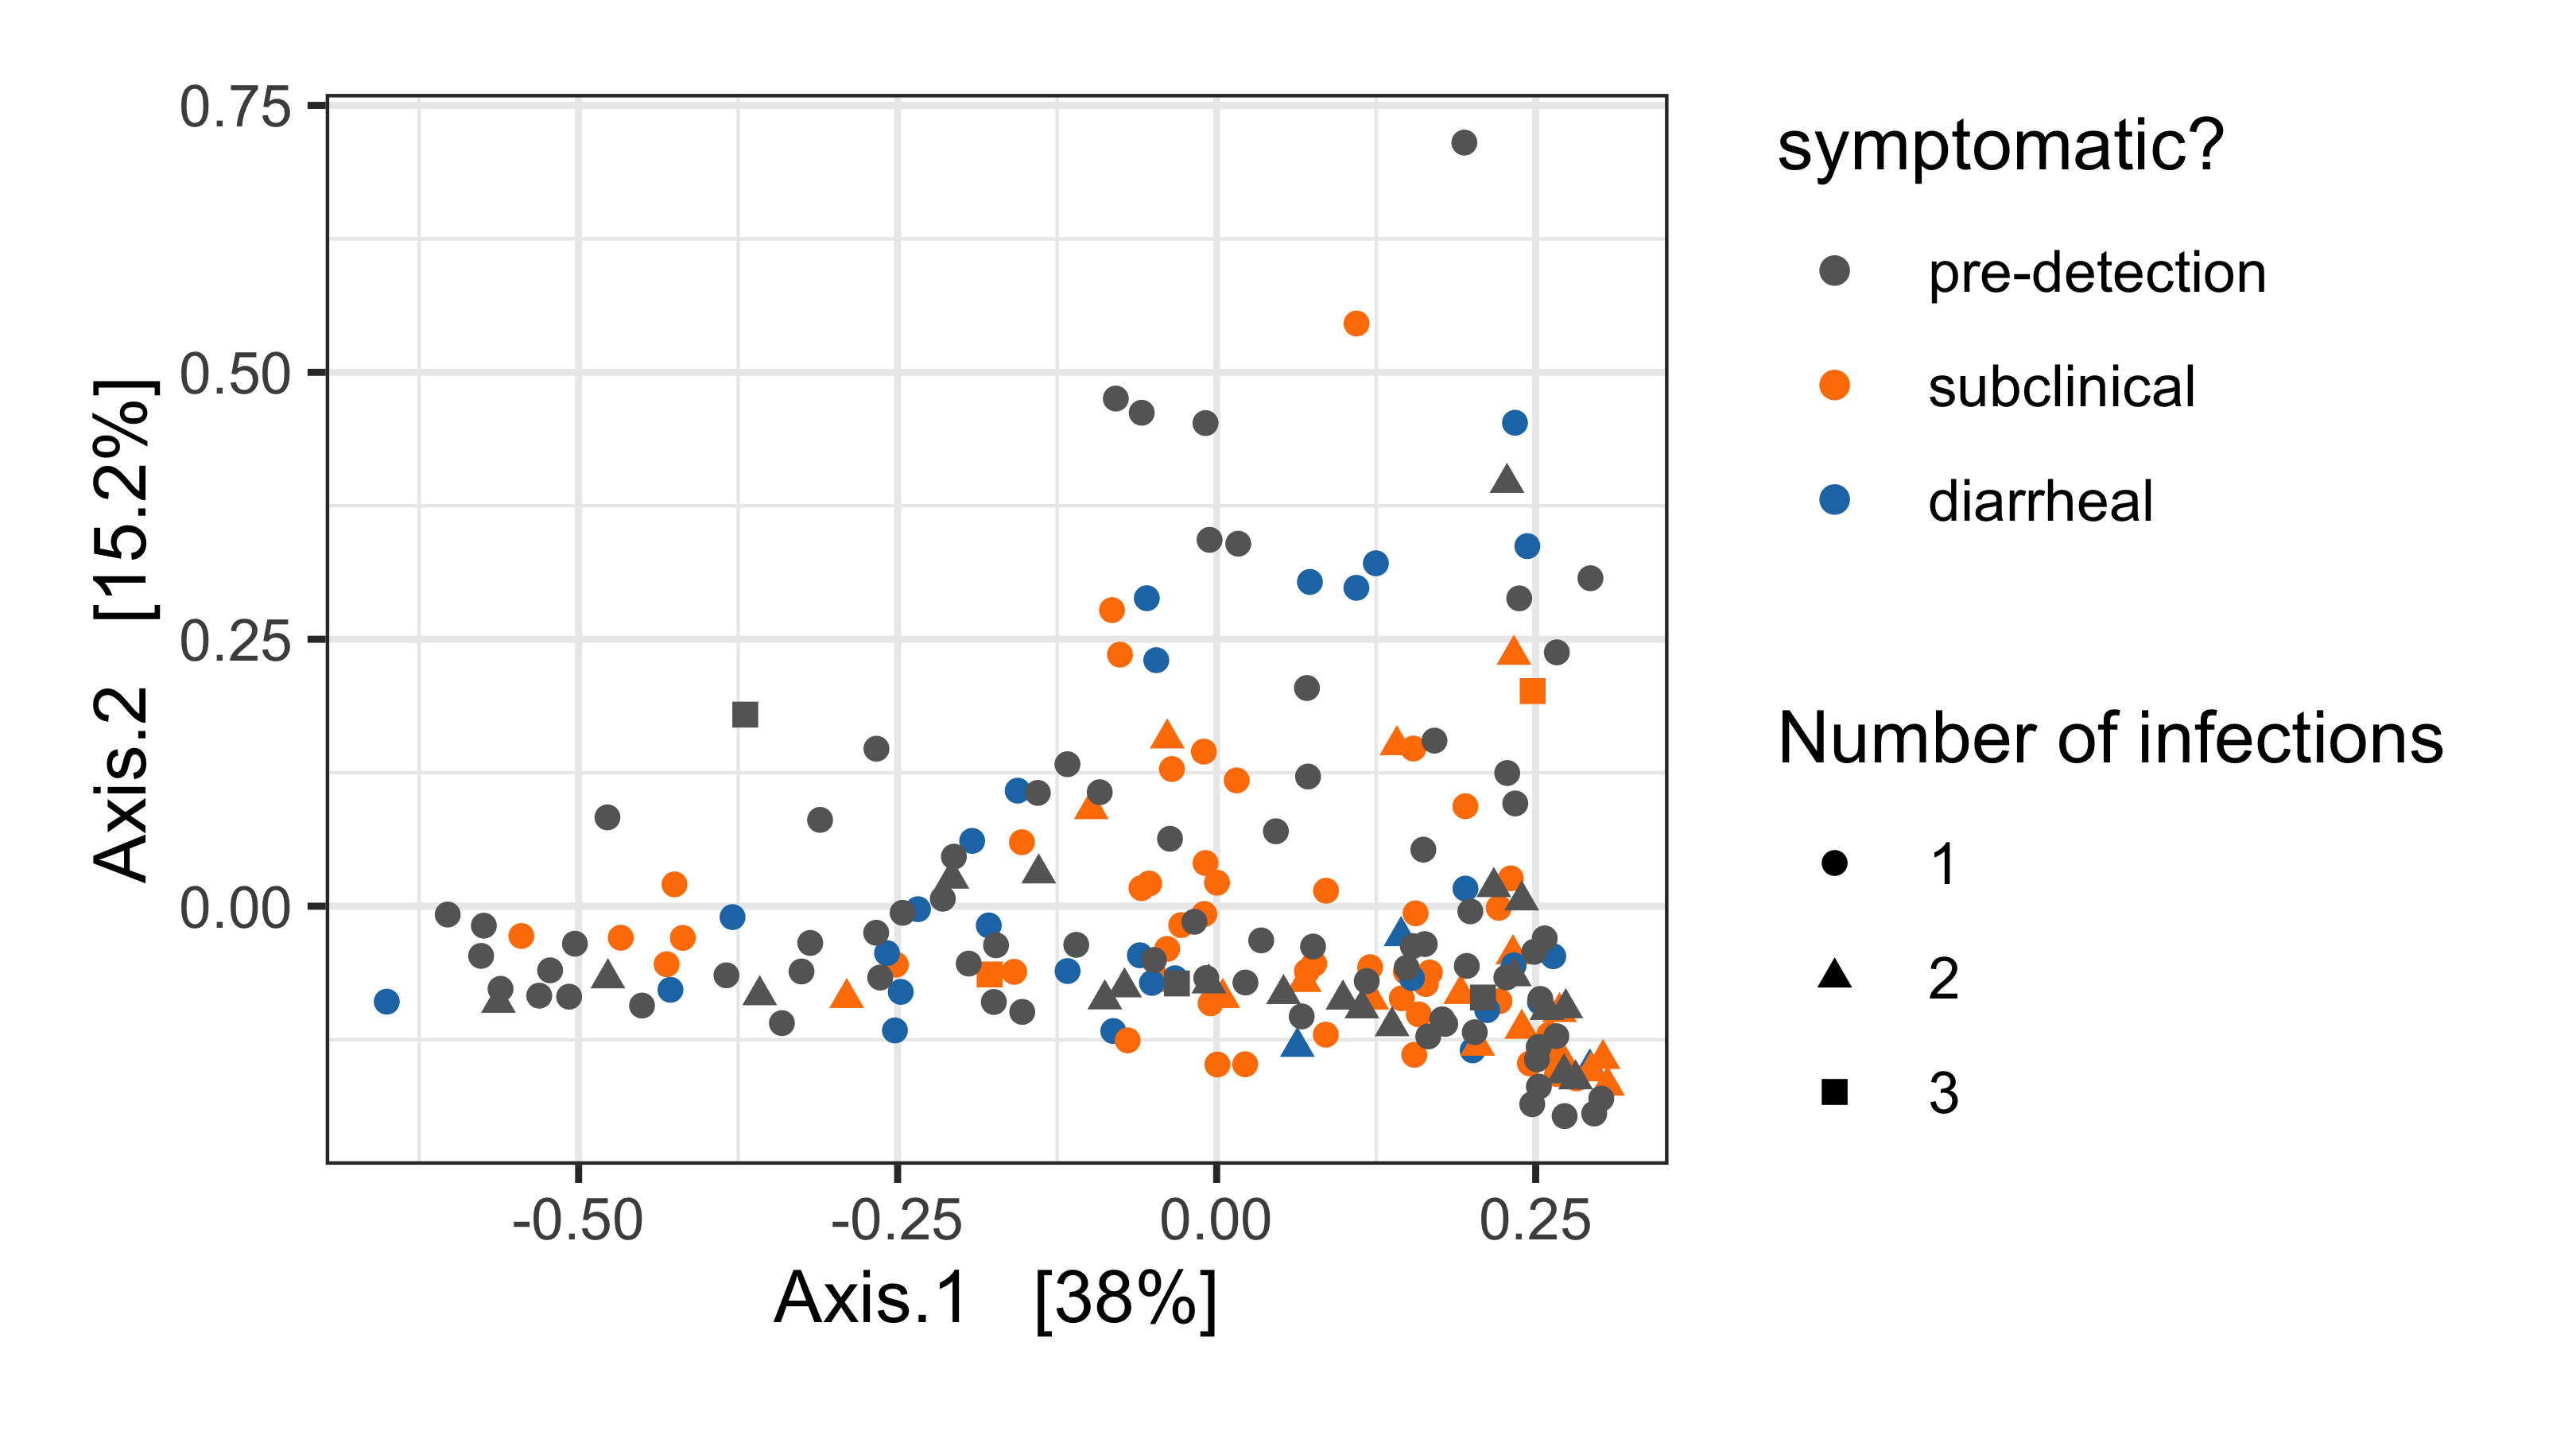 0.75
0.50
0.25
0.00
Axis.2 [15.2%]
-0.50 -0.25 0.00 0.25
Axis.1 [38%]
symptomatic?
pre-detection
subclinical
diarrheal
Number of infections
1
2
3